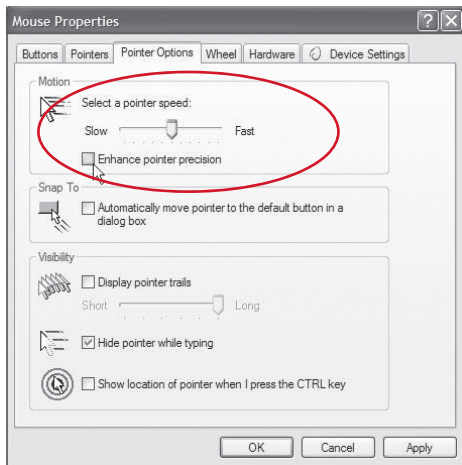 Mouse Properties
Buttons Pointers Pointer Options Wheel Hardware Device Settings
Motion
Select a pointer speed:
Slow Fast
Enhance pointer precision
Snap To
Automatically move pointer to the default button in a
dialog box
Visibility
Display pointer trails
Short Long
Hide pointer while typing
Show location of pointer when I press the CTRL key
OK Cancel Apply